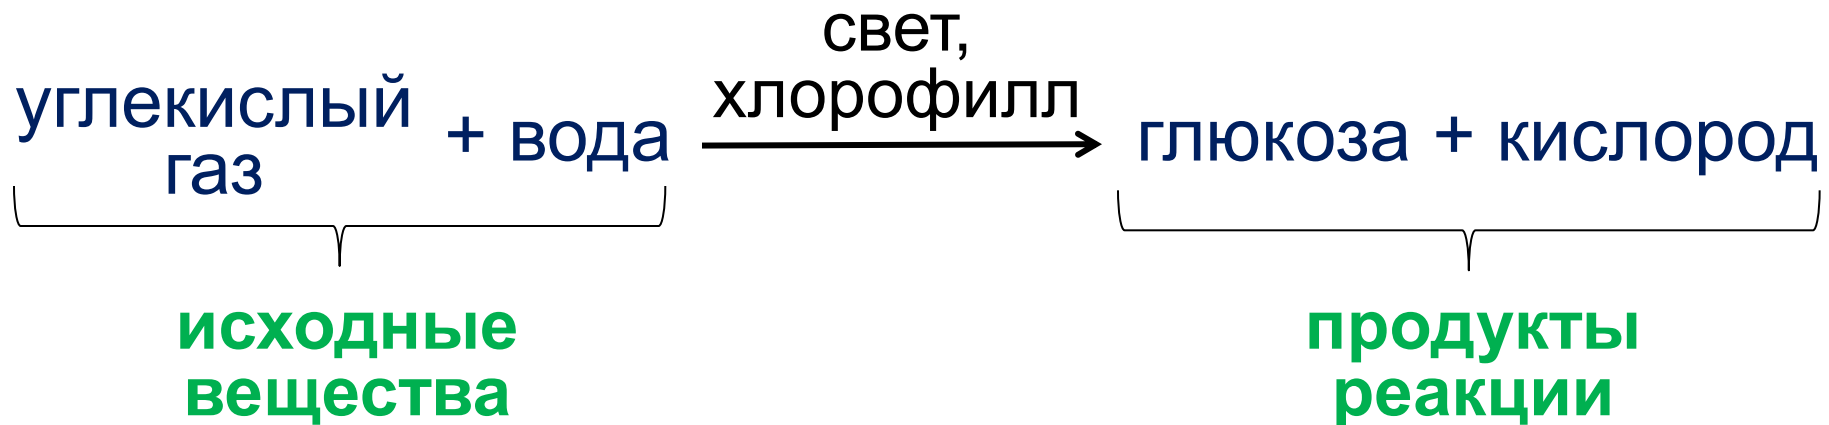 свет,
хлорофилл
углекислый
газ
+ вода
глюкоза + кислород
исходные
вещества
продукты
реакции